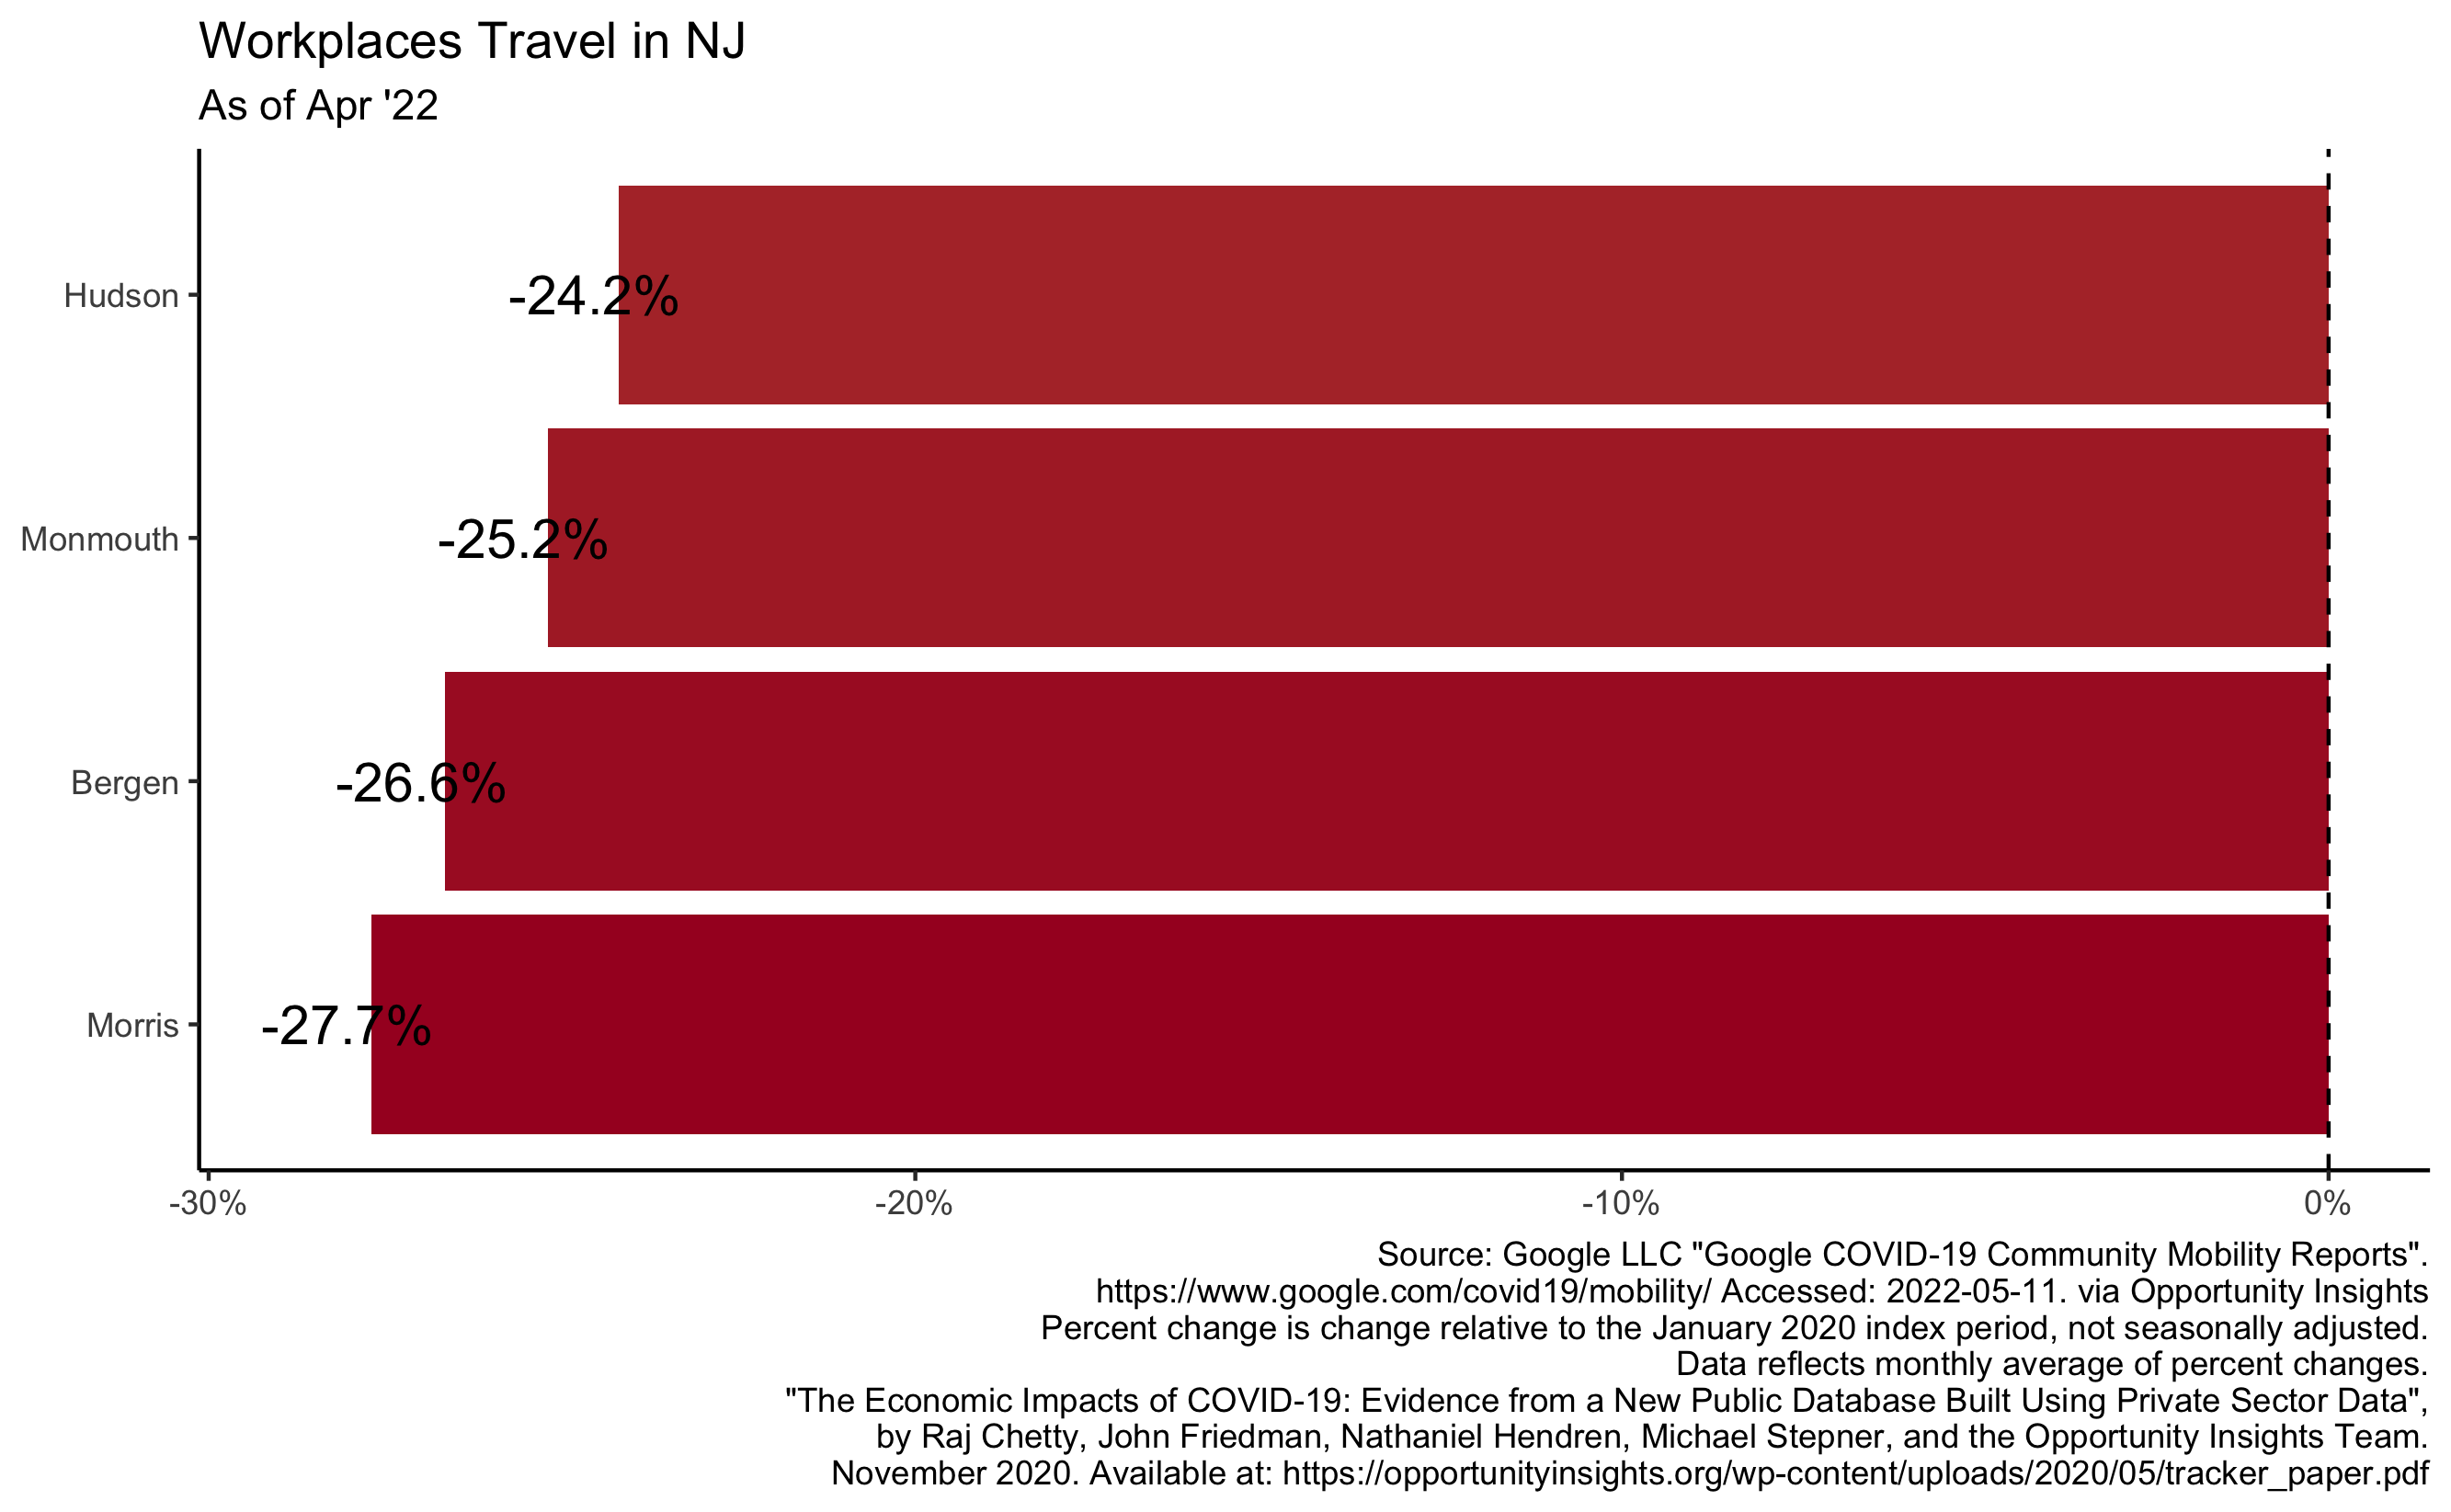 Workplaces Travel in NJ
As of Apr '22
Hudson
-24.2%
Monmouth
-25.2%
Bergen
-26.6%
Morris
-27.7%
-30%
-20%
-10%
0%
Source: Google LLC "Google COVID-19 Community Mobility Reports".
https://www.google.com/covid19/mobility/ Accessed: 2022-05-11. via Opportunity Insights
Percent change is change relative to the January 2020 index period, not seasonally adjusted.
Data reflects monthly average of percent changes.
"The Economic Impacts of COVID-19: Evidence from a New Public Database Built Using Private Sector Data",
by Raj Chetty, John Friedman, Nathaniel Hendren, Michael Stepner, and the Opportunity Insights Team.
November 2020. Available at: https://opportunityinsights.org/wp-content/uploads/2020/05/tracker_paper.pdf